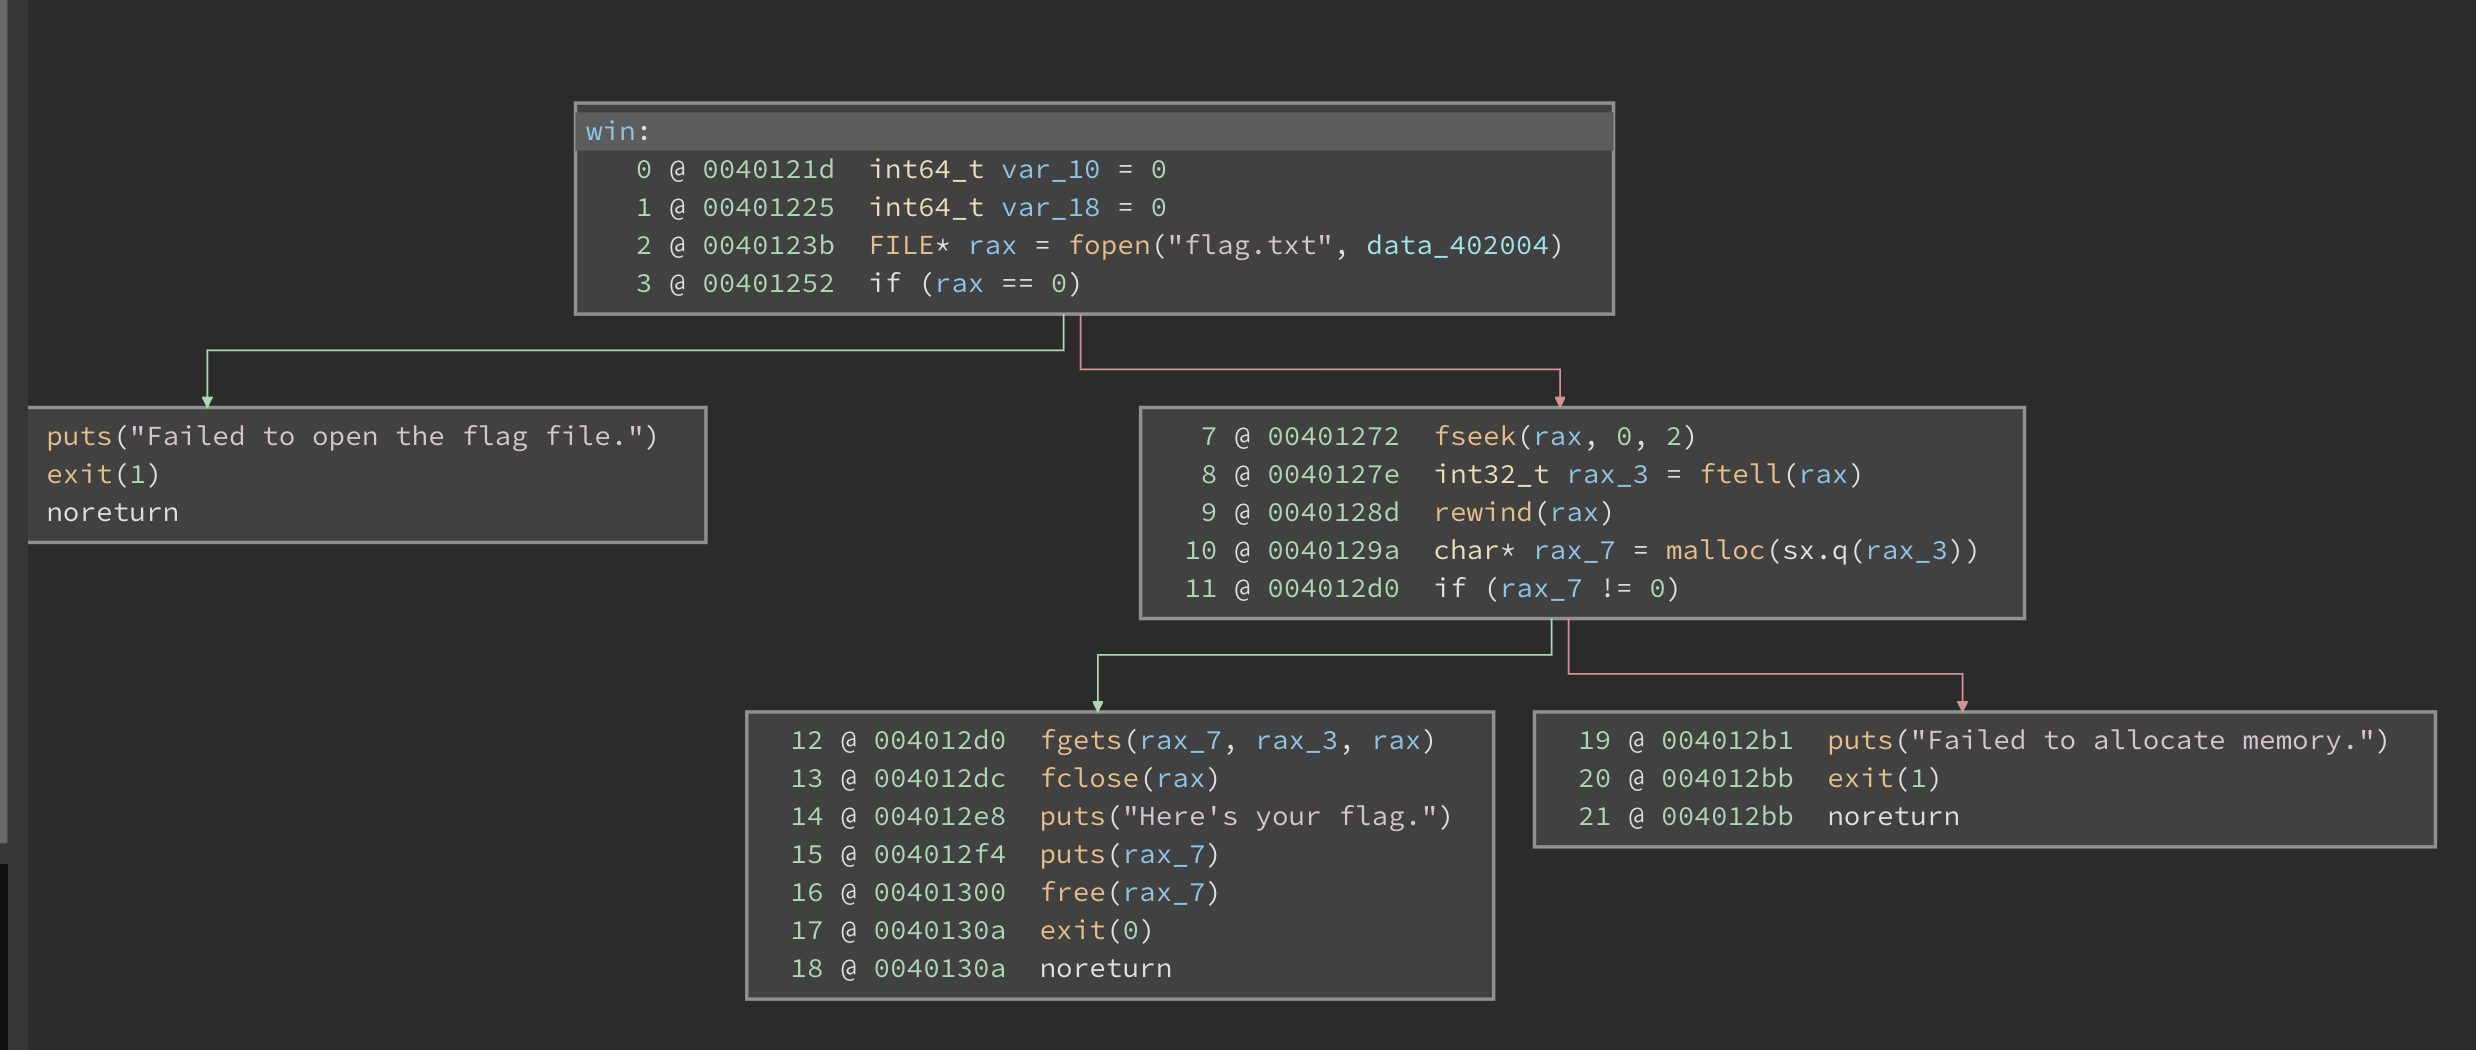 win:
0 @ 0040121d int64_t var_10 = 0
1 @ 00401225 int64_t var_18 = 0
2 @ 0040123b FILE* rax = fopen("flag.txt", data_402004)
3 @ 00401252 if (rax == 0)
puts("Failed to open the flag file.")
exit(1)
noreturn
7 @ 00401272 fseek(rax, 0, 2)
8 @ 0040127e int32_t rax_3 = ftell(rax)
9 @ 0040128d rewind(rax)
10 @ 0040129a char* rax_7 = malloc(sx.q(rax_3))
11 @ 004012d0 if (rax_7 != 0)
12 @ 004012d0 fgets(rax_7, rax_3, rax)
13 @ 004012dc fclose(rax)
14 @ 004012e8 puts("Here's your flag.")
15 @ 004012f4 puts(rax_7)
16 @ 00401300 free(rax_7)
17 @ 0040130a exit(0)
18 @ 0040130a noreturn
19 @ 004012b1 puts("Failed to allocate memory.")
20 @ 004012bb exit(1)
21 @ 004012bb noreturn